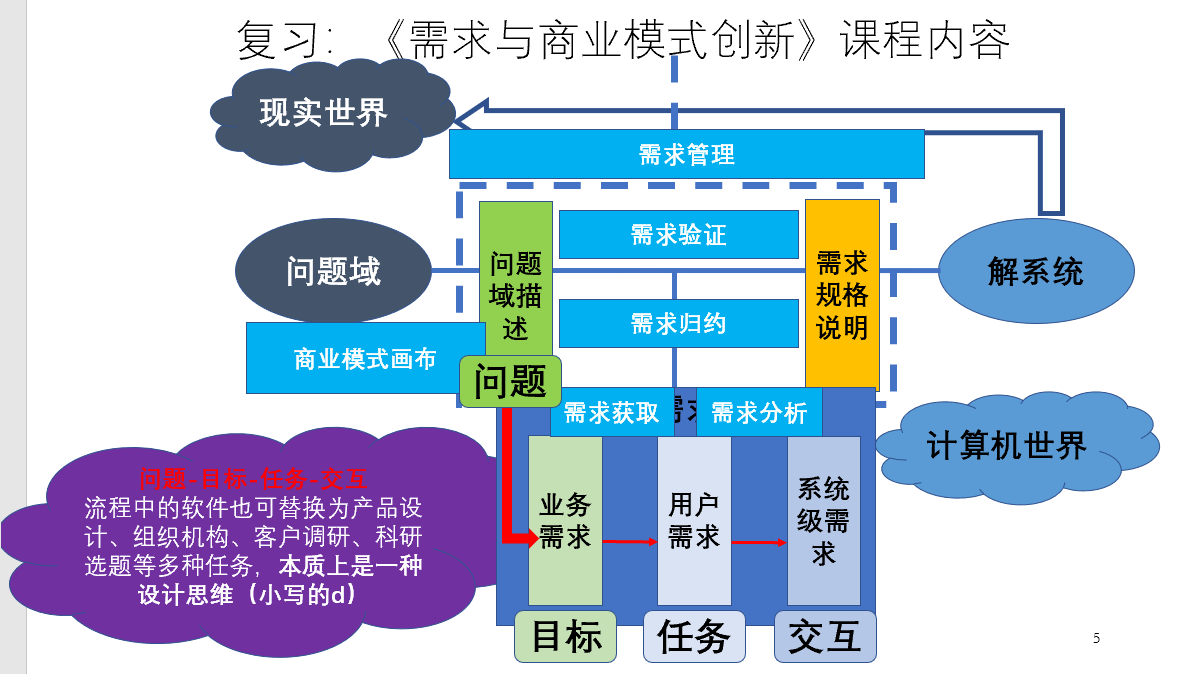 复习：《需求与商业模式创新》课程内容
现实世界
需求管理
问题域
问题
域描
述
需求验证
需求归约
需求
规格
说明
解系统
商业模式画布
问题
需求获取
需求分析
计算机世界
问题-目标-任务-交互
流程中的软件也可替换为产品设
计、组织机构、客户调研、科研
选题等多种任务，本质上是一种
设计思维（小写的d）
业务
需求
用户
需求
系统
级需
求
目标
任务
交互
5